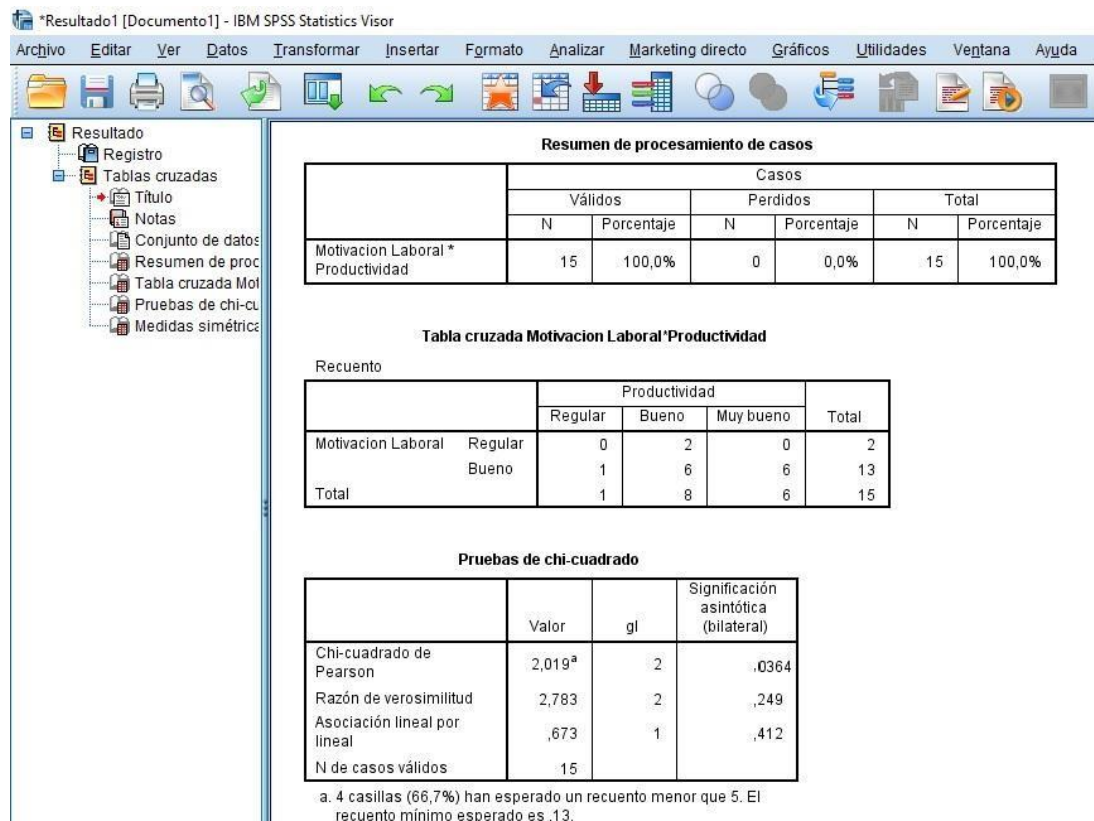 *Resultado1 [Documento1] - IBM SPSS Statistics Visor
Archivo Editar Ver Datos Transformar Insertar Formato Analizar Marketing directo Gráficos Utilidades Ventana Ayuda
Resultado
Registro
Tablas cruzadas
Título
Notas
Conjunto de datos
Resumen de proc
Tabla cruzada Mot
Pruebas de chi-cu
Medidas simétrica
Resumen de procesamiento de casos
Casos
Válidos Perdidos Total
N Porcentaje N Porcentaje N Porcentaje
Motivacion Laboral *
Productividad 15 100,0% 0 0,0% 15 100,0%
Tabla cruzada Motivacion Laboral*Productividad
Recuento
Productividad
Regular Bueno Muy bueno Total
Motivacion Laboral Regular 0 2 0 2
Bueno 1 6 6 13
Total 1 8 6 15
Pruebas de chi-cuadrado
Valor gl Significación
asintótica
(bilateral)
Chi-cuadrado de
Pearson 2,019a 2 ,0364
Razón de verosimilitud 2,783 2 ,249
Asociación lineal por
lineal ,673 1 ,412
N de casos válidos 15
a. 4 casillas (66,7%) han esperado un recuento menor que 5. El
recuento mínimo esperado es ,13.